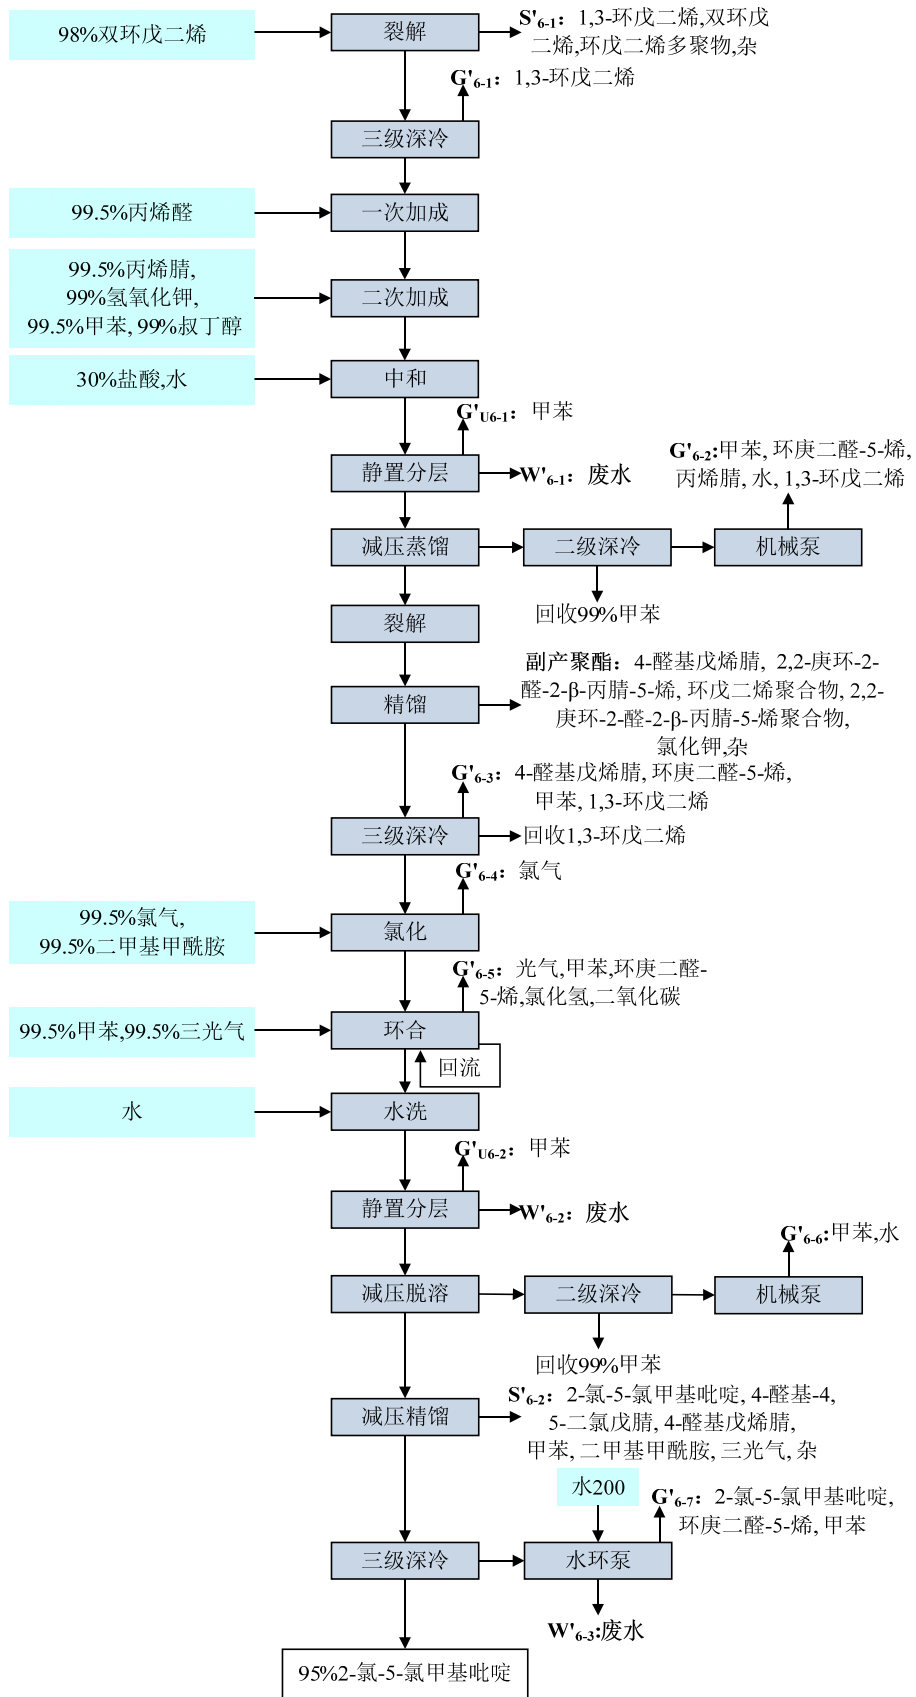 98%双环戊二烯
裂解
S'6-1：1,3-环戊二烯,双环戊
二烯,环戊二烯多聚物,杂
G'6-1：1,3-环戊二烯
三级深冷
99.5%丙烯醛
一次加成
99.5%丙烯腈,
99%氢氧化钾,
99.5%甲苯, 99%叔丁醇
二次加成
30%盐酸,水
中和
G'U6-1：甲苯
静置分层
W'6-1：废水
G'6-2:甲苯, 环庚二醛-5-烯,
丙烯腈, 水, 1,3-环戊二烯
减压蒸馏
二级深冷
机械泵
回收99%甲苯
裂解
副产聚酯：4-醛基戊烯腈, 2,2-庚环-2-
醛-2-β-丙腈-5-烯, 环戊二烯聚合物, 2,2-
庚环-2-醛-2-β-丙腈-5-烯聚合物,
氯化钾,杂
精馏
G'6-3：4-醛基戊烯腈, 环庚二醛-5-烯,
甲苯, 1,3-环戊二烯
三级深冷
回收1,3-环戊二烯
G'6-4：氯气
99.5%氯气,
99.5%二甲基甲酰胺
氯化
G'6-5：光气,甲苯,环庚二醛-
5-烯,氯化氢,二氧化碳
99.5%甲苯,99.5%三光气
环合
回流
水
水洗
G'U6-2：甲苯
静置分层
W'6-2：废水
G'6-6:甲苯,水
减压脱溶
二级深冷
机械泵
回收99%甲苯
减压精馏
S'6-2：2-氯-5-氯甲基吡啶, 4-醛基-4,
5-二氯戊腈, 4-醛基戊烯腈,
甲苯, 二甲基甲酰胺, 三光气, 杂
水200
G'6-7：2-氯-5-氯甲基吡啶,
环庚二醛-5-烯, 甲苯
三级深冷
水环泵
W'6-3:废水
95%2-氯-5-氯甲基吡啶